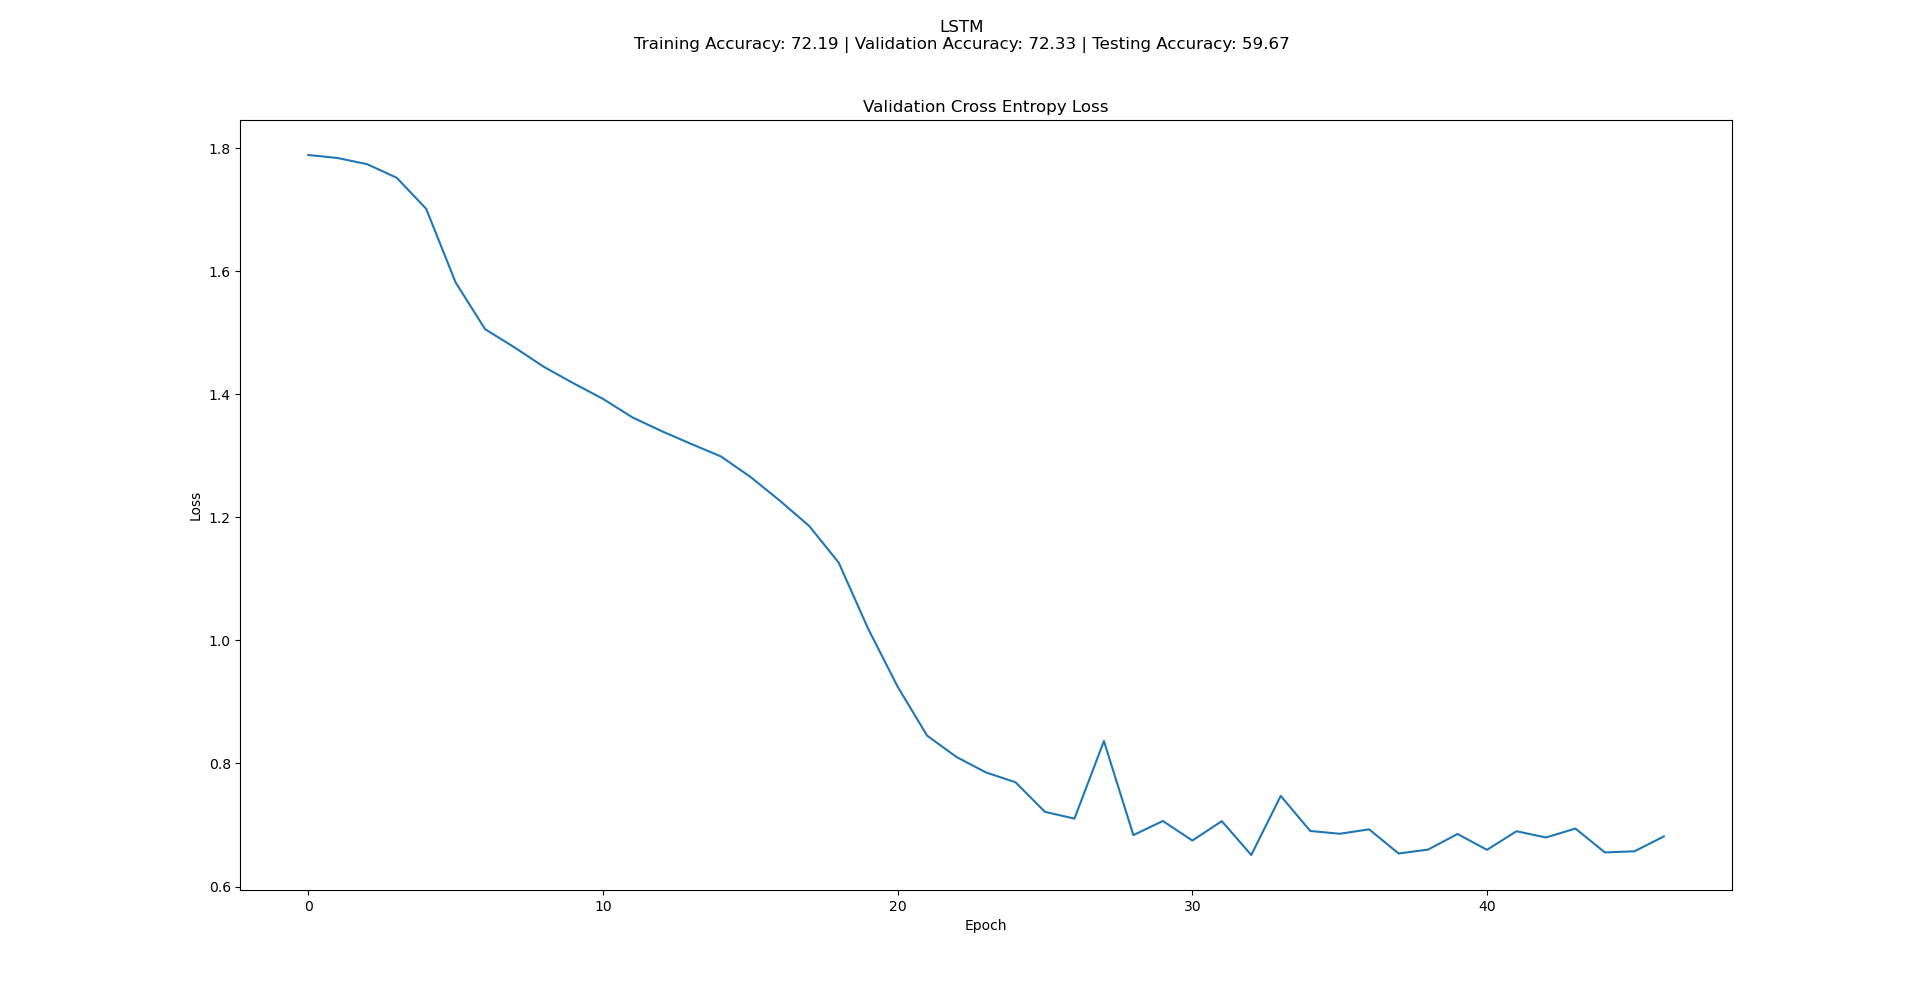 LSTM
Training Accuracy: 72.19 | Validation Accuracy: 72.33 | Testing Accuracy: 59.67
Validation Cross Entropy Loss
1.8
1.6
1.4
1.2
1.0
0.8
0.6
Loss
0
10
20
30
40
Epoch